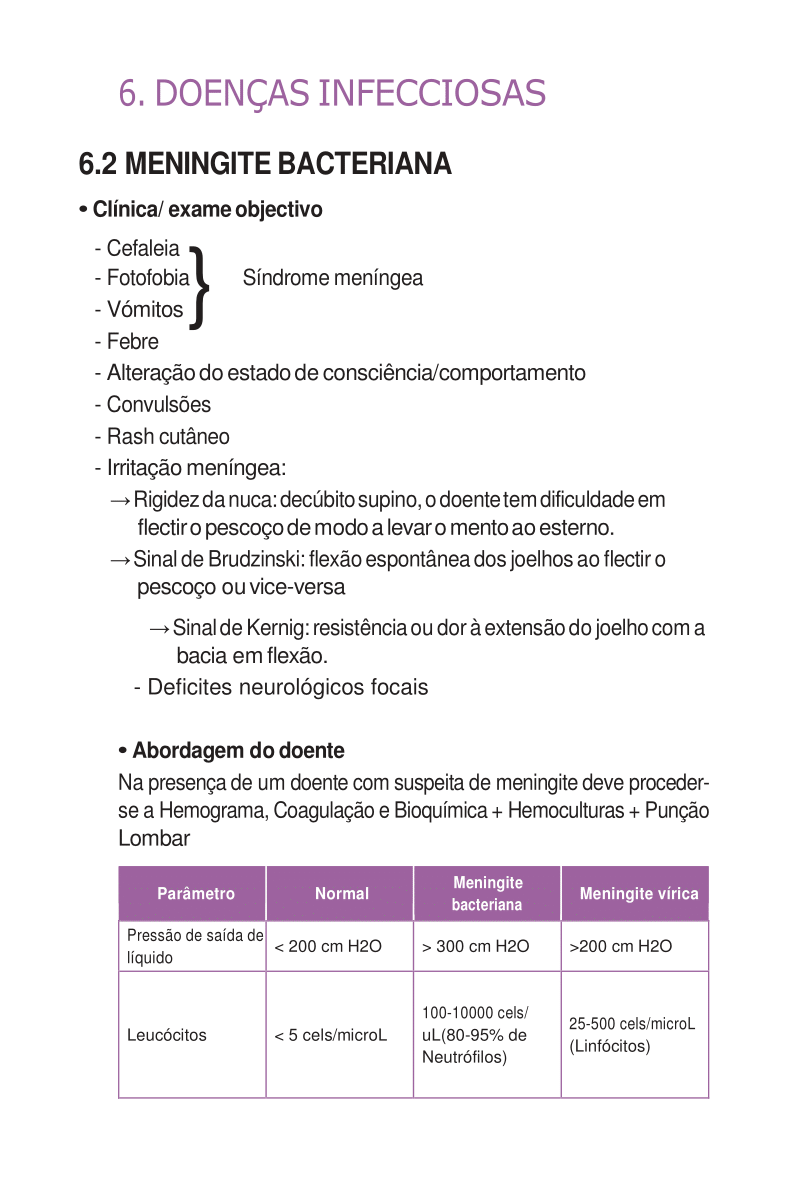 6. DOENÇAS INFECCIOSAS
6.2 MENINGITE BACTERIANA
• Clínica/ exame objectivo
- Cefaleia
- Fotofobia } Síndrome meníngea
- Vómitos
- Febre
- Alteração do estado de consciência/comportamento
- Convulsões
- Rash cutâneo
- Irritação meníngea:
→ Rigidez da nuca: decúbito supino, o doente tem dificuldade em
flectir o pescoço de modo a levar o mento ao esterno.
→ Sinal de Brudzinski: flexão espontânea dos joelhos ao flectir o
pescoço ou vice-versa
→ Sinal de Kernig: resistência ou dor à extensão do joelho com a
bacia em flexão.
- Deficites neurológicos focais
• Abordagem do doente
Na presença de um doente com suspeita de meningite deve proceder-
se a Hemograma, Coagulação e Bioquímica + Hemoculturas + Punção
Lombar
Parâmetro Normal Meningite bacteriana Meningite vírica
Pressão de saída de
líquido
< 200 cm H2O
> 300 cm H2O
>200 cm H2O
Leucócitos
< 5 cels/microL
100-10000 cels/
uL(80-95% de
Neutrófilos)
25-500 cels/microL
(Linfócitos)